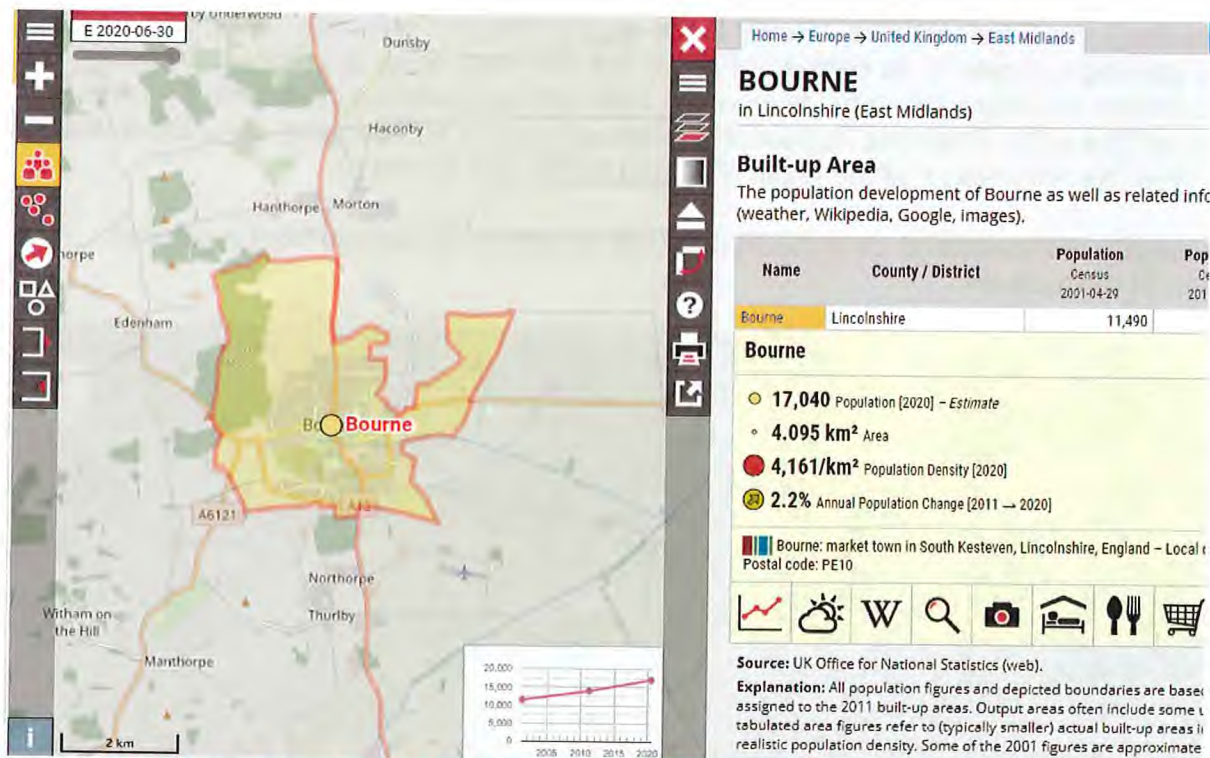 by Underwood
E 2020-06-30
Dunsby
Haconby
Hanthorpe
Morton
horpe
Edenham
Bourne
A6121
Northorpe
Thurlby
Witham on
the Hill
Manthorpe
2 km
i
20,000
15,000
10,000
5,000
0
2005 2010 2015 2020
Home → Europe → United Kingdom → East Midlands
BOURNE
in Lincolnshire (East Midlands)
Built-up Area
The population development of Bourne as well as related info
(weather, Wikipedia, Google, images).
Name County / District Population Pop
Census Ce
2001-04-29 201
Bourne Lincolnshire 11,490
Bourne
17,040 Population [2020] – Estimate
4.095 km² Area
4,161/km² Population Density [2020]
2.2% Annual Population Change [2011 → 2020]
Bourne: market town in South Kesteven, Lincolnshire, England – Local
Postal code: PE10
W
Source: UK Office for National Statistics (web).
Explanation: All population figures and depicted boundaries are based
assigned to the 2011 built-up areas. Output areas often include some
tabulated area figures refer to (typically smaller) actual built-up areas
realistic population density. Some of the 2001 figures are approximate